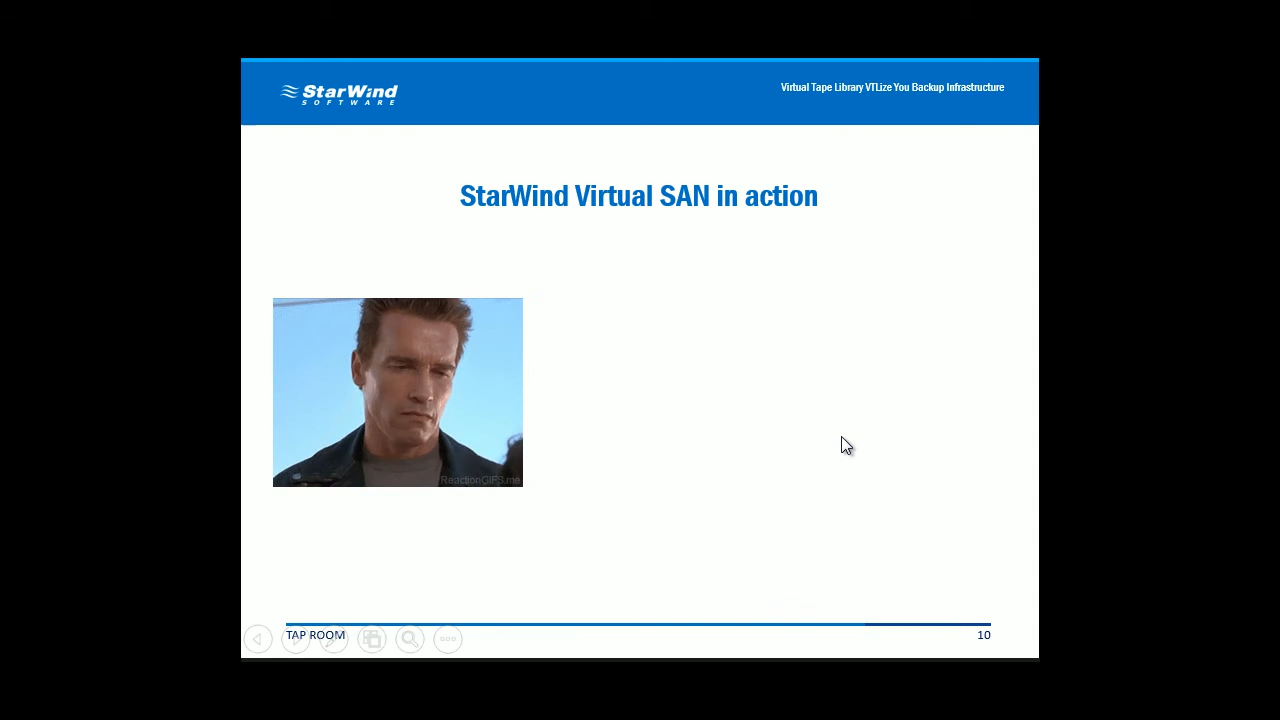 StarWind
SOFTWARE
Virtual Tape Library VTLize You Backup Infrastructure
StarWind Virtual SAN in action
ReactionGIFS.me
TAP ROOM
10